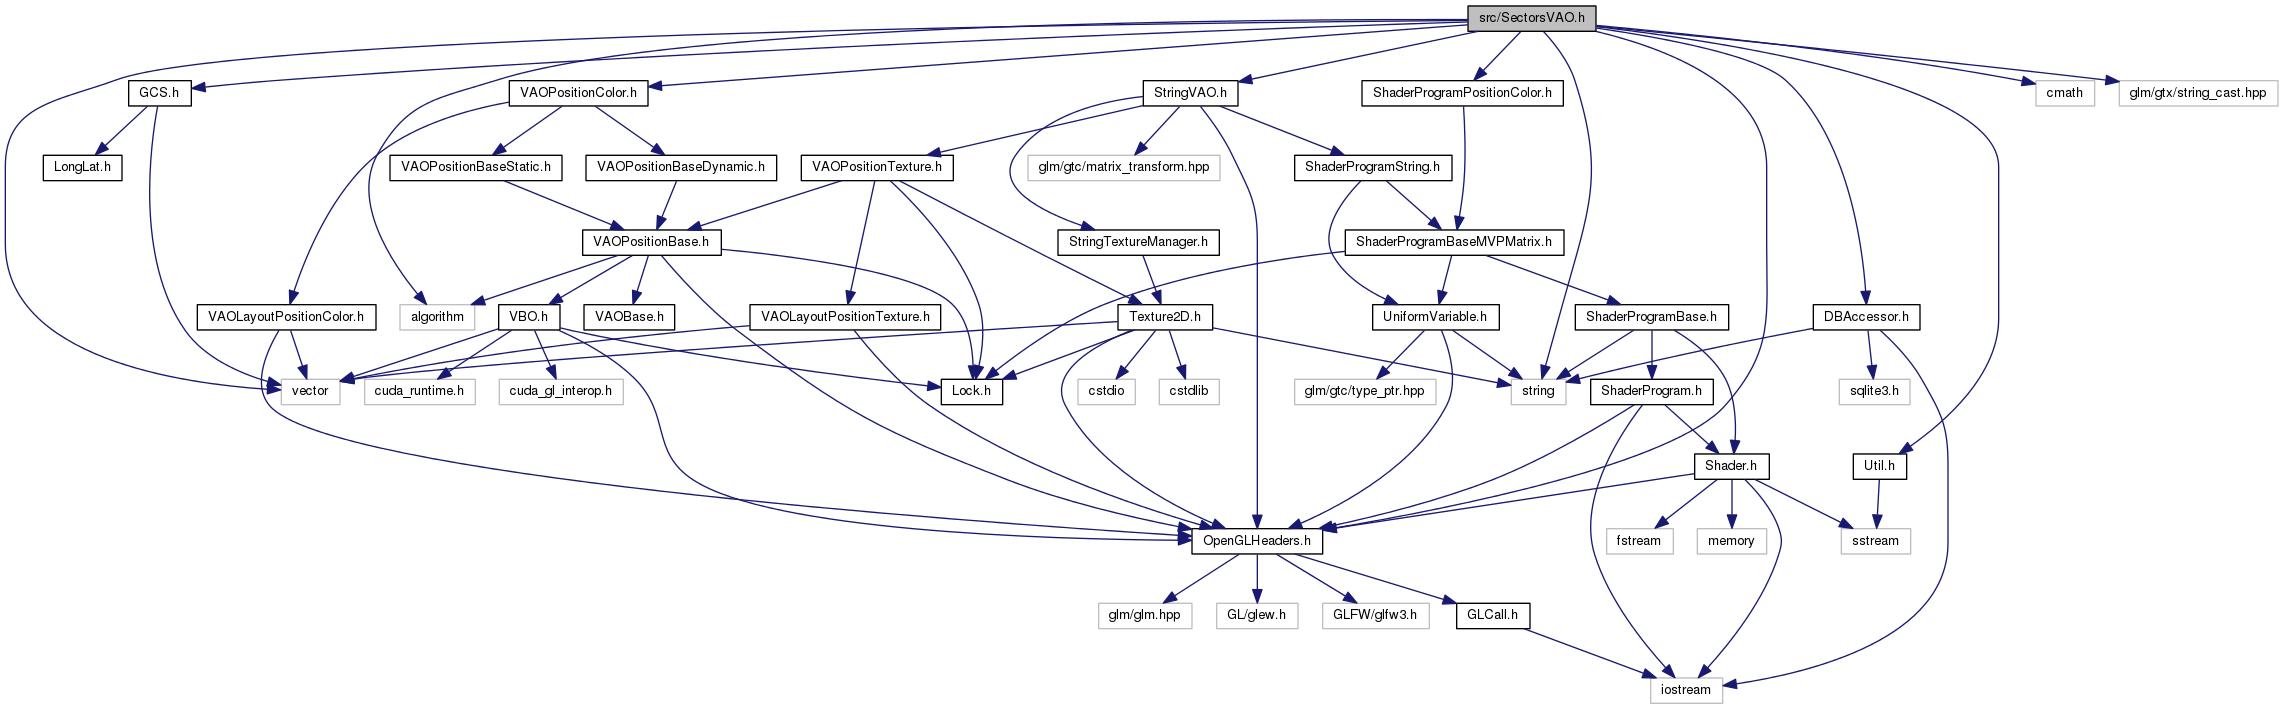 src/SectorsVAO.h
GCS.h
VAOPositionColor.h
StringVAO.h
ShaderProgramPositionColor.h
cmath
glm/gtx/string_cast.hpp
LongLat.h
VAOPositionBaseStatic.h
VAOPositionBaseDynamic.h
VAOPositionTexture.h
glm/gtc/matrix_transform.hpp
ShaderProgramString.h
VAOPositionBase.h
StringTextureManager.h
ShaderProgramBaseMVPMatrix.h
VAOLayoutPositionColor.h
algorithm
VBO.h
VAOBase.h
VAOLayoutPositionTexture.h
Texture2D.h
UniformVariable.h
ShaderProgramBase.h
DBAccessor.h
vector
cuda_runtime.h
cuda_gl_interop.h
Lock.h
cstdio
cstdlib
glm/gtc/type_ptr.hpp
string
ShaderProgram.h
sqlite3.h
Shader.h
Util.h
OpenGLHeaders.h
fstream
memory
sstream
glm/glm.hpp
GL/glew.h
GLFW/glfw3.h
GLCall.h
iostream